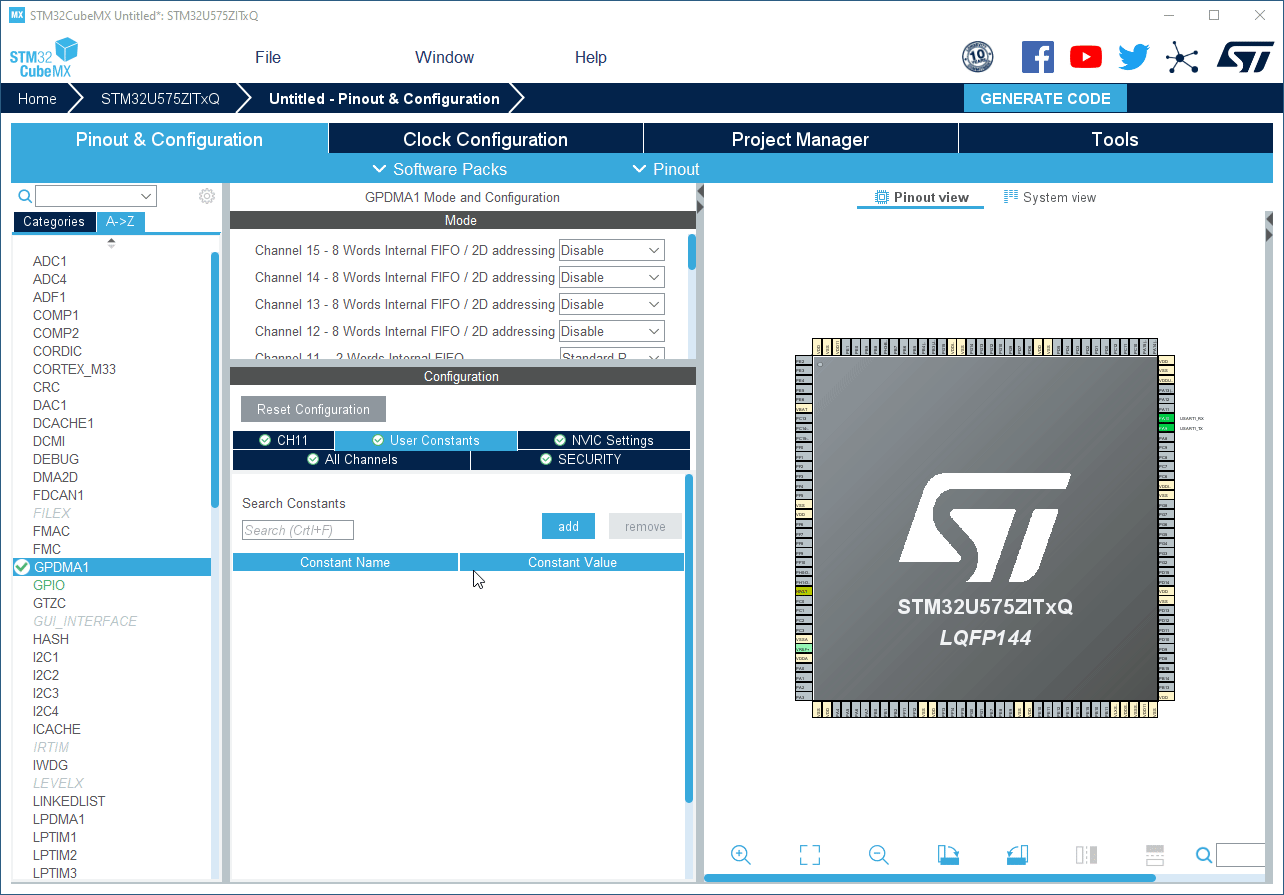 MX STM32CubeMX Untitled*: STM32U575ZITxQ
STM32
CubeMX
File Window Help
10
Home STM32U575ZITxQ Untitled - Pinout & Configuration GENERATE CODE
Pinout & Configuration Clock Configuration Project Manager Tools
Software Packs Pinout
Categories A->Z
ADC1
ADC4
ADF1
COMP1
COMP2
CORDIC
CORTEX_M33
CRC
DAC1
DCACHE1
DCMI
DEBUG
DMA2D
FDCAN1
FILEX
FMAC
FMC
GPDMA1
GPIO
GTZC
GUI_INTERFACE
HASH
I2C1
I2C2
I2C3
I2C4
ICACHE
IRTIM
IWDG
LEVELX
LINKEDLIST
LPDMA1
LPTIM1
LPTIM2
LPTIM3
GPDMA1 Mode and Configuration
Mode
Channel 15 - 8 Words Internal FIFO / 2D addressing Disable
Channel 14 - 8 Words Internal FIFO / 2D addressing Disable
Channel 13 - 8 Words Internal FIFO / 2D addressing Disable
Channel 12 - 8 Words Internal FIFO / 2D addressing Disable
Channel 11 - 2 Words Internal FIFO Standard R...
Configuration
Reset Configuration
CH11 User Constants NVIC Settings
All Channels SECURITY
Search Constants
Search (Crtl+F) add remove
Constant Name Constant Value
Pinout view System view
USART1_RX
USART1_TX
STM32U575ZITxQ
LQFP144